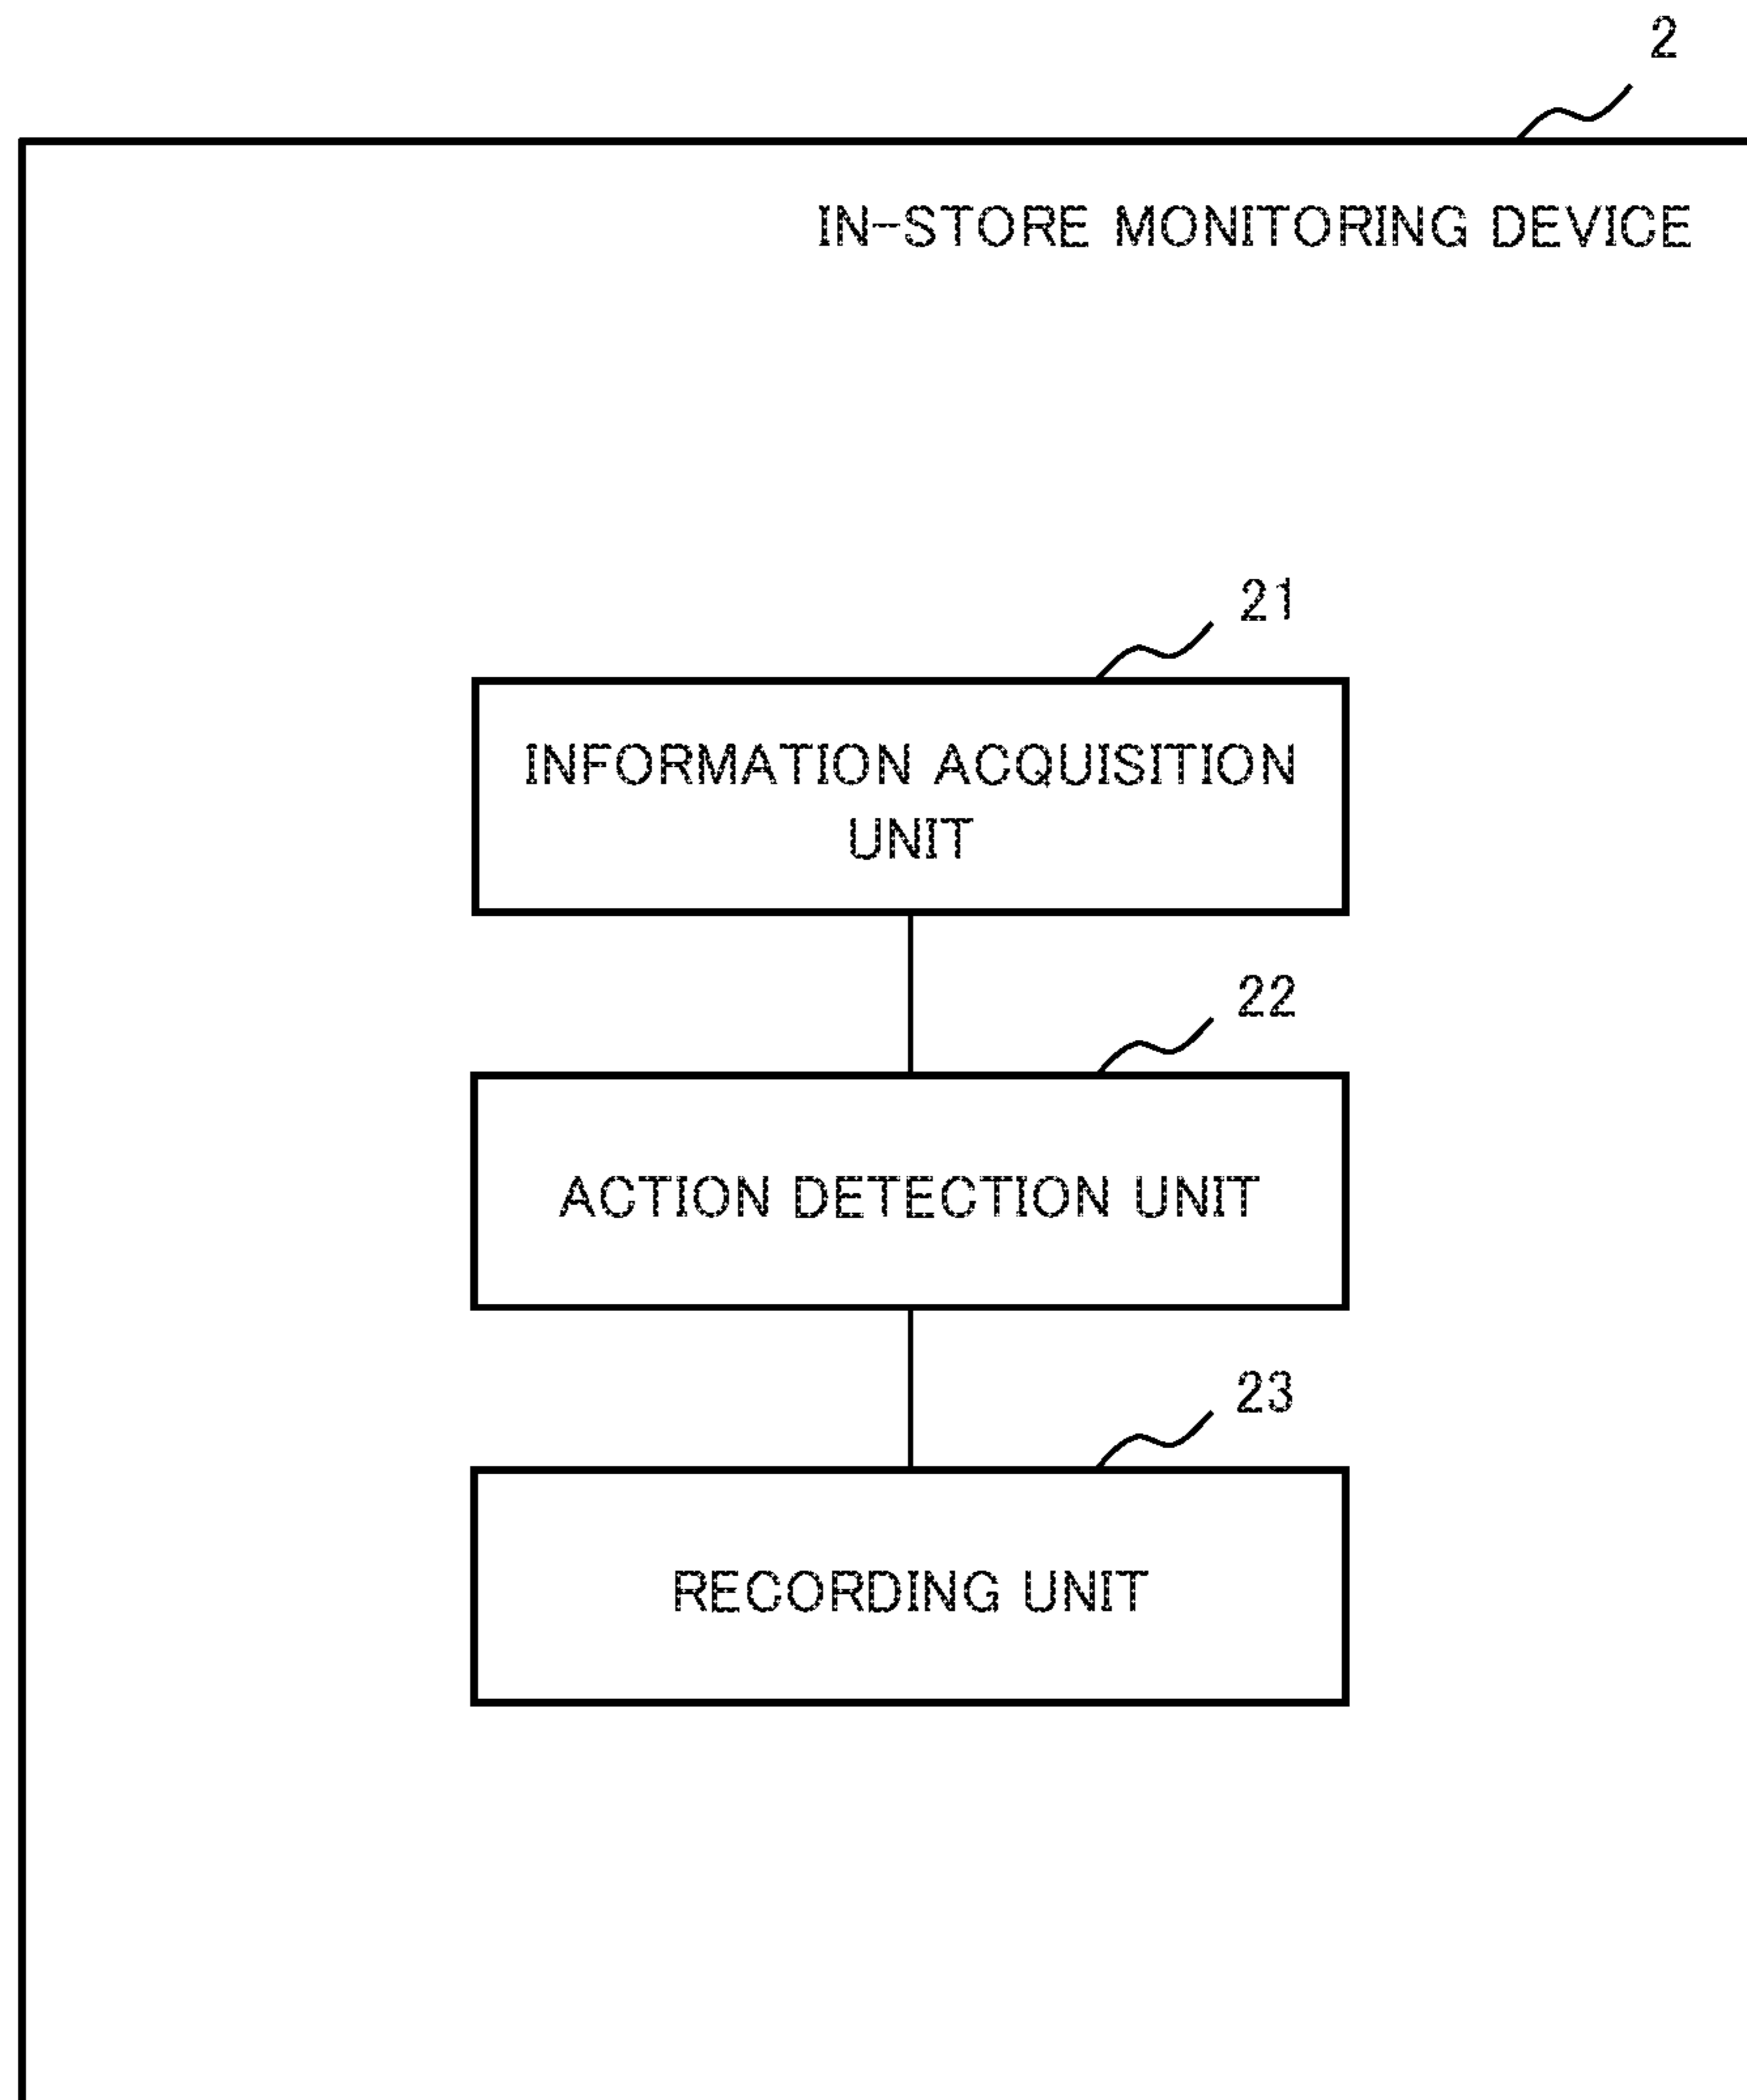 2
IN-STORE MONITORING DEVICE
21
INFORMATION ACQUISITION
UNIT
22
ACTION DETECTION UNIT
23
RECORDING UNIT